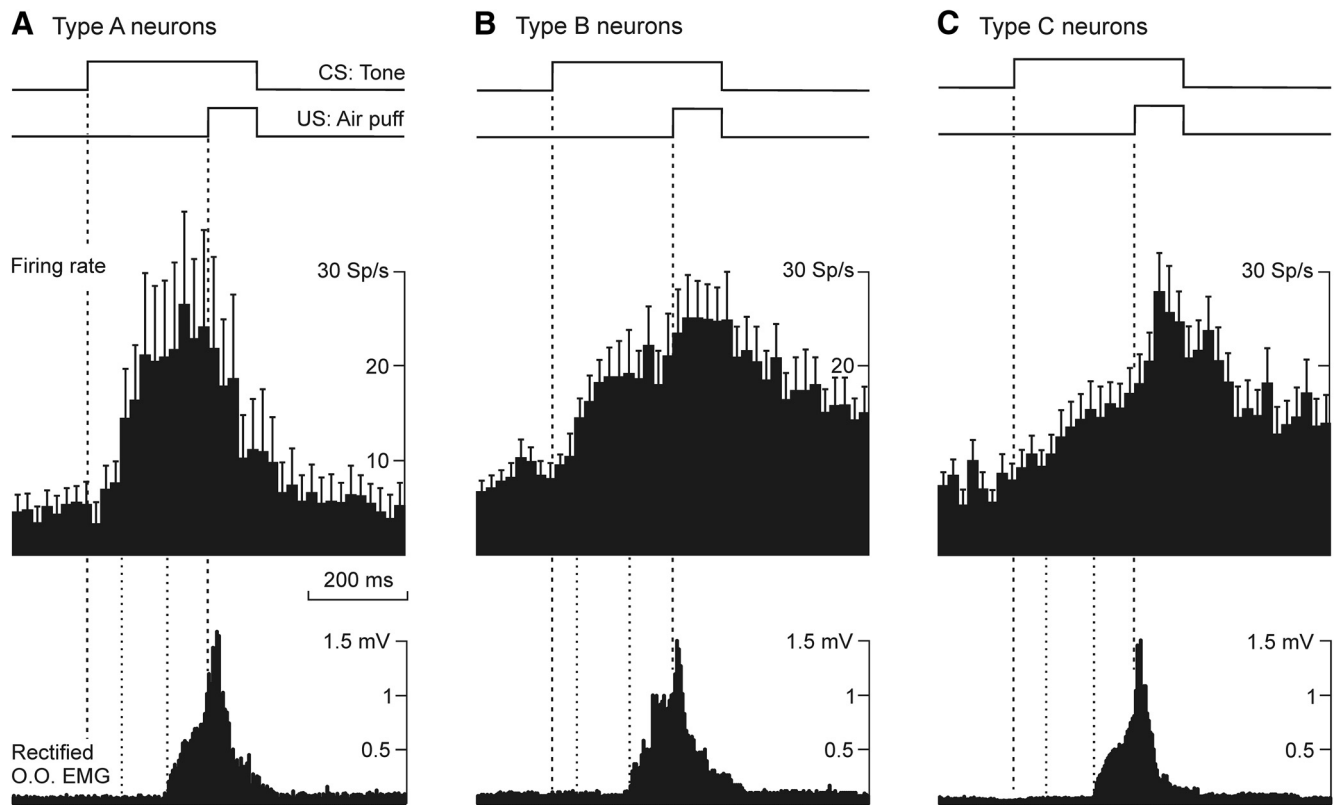 A Type A neurons
CS: Tone
US: Air puff
Firing rate
30 Sp/s
20
10
200 ms
1.5 mV
1
0.5
Rectified
O.O. EMG
B Type B neurons
30 Sp/s
20
1.5 mV
1
0.5
C Type C neurons
30 Sp/s
1.5 mV
1
0.5